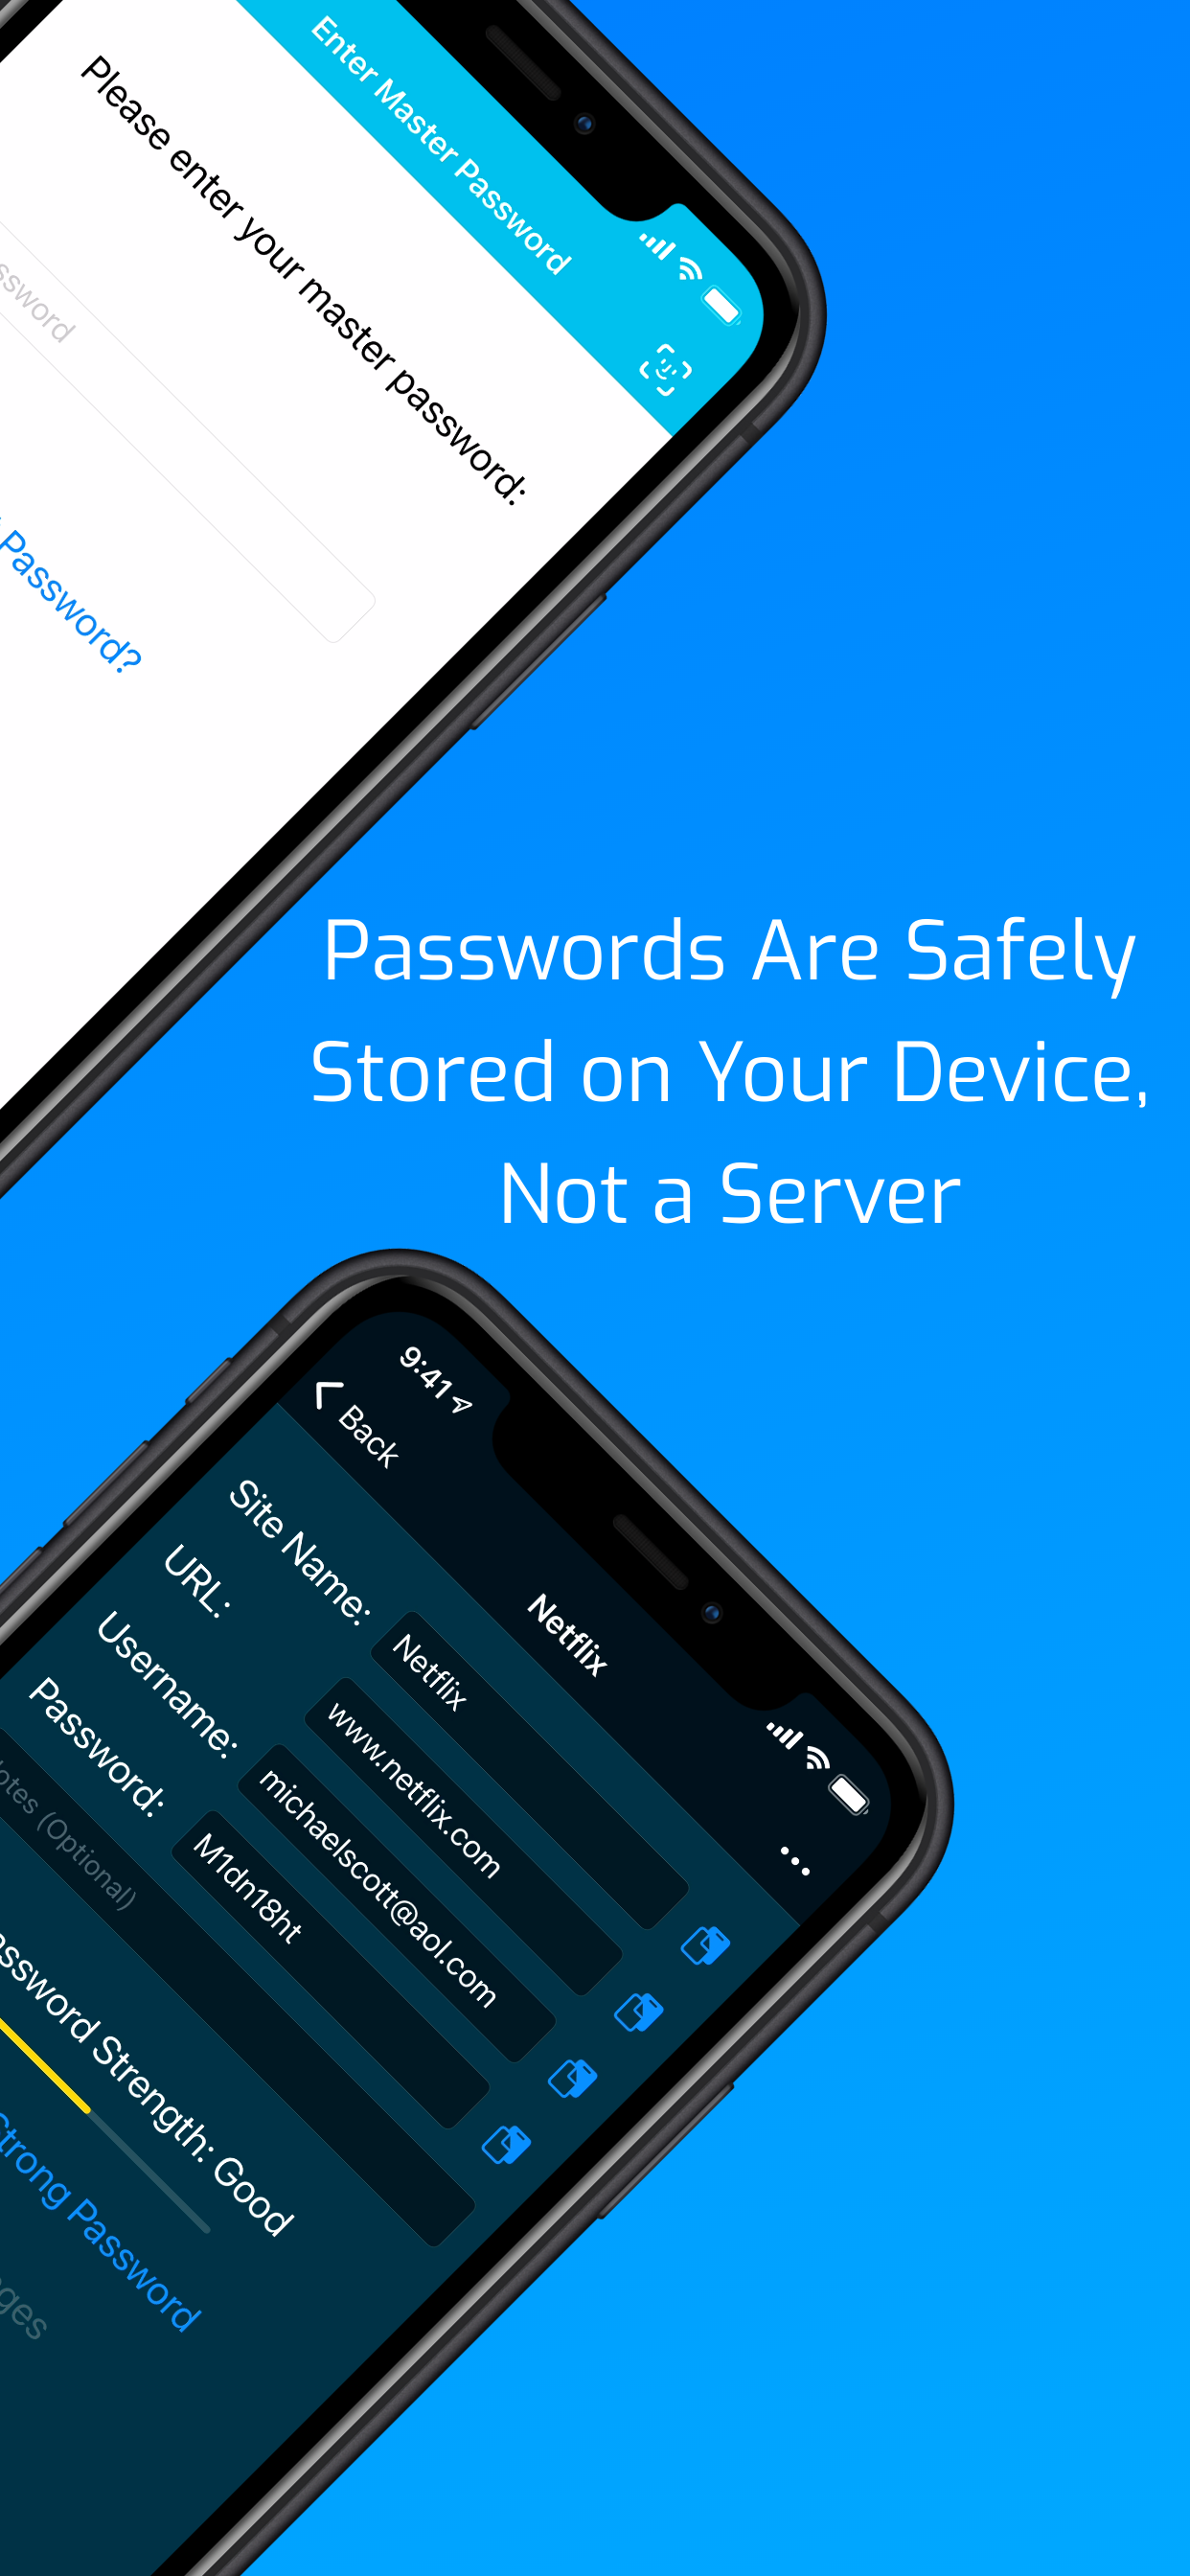 Enter Master Password
Please enter your master password:
Password?
Passwords Are Safely
Stored on Your Device,
Not a Server
9:41
Back
Netflix
Site Name:
Netflix
URL:
www.netflix.com
Username:
michaelscott@aol.com
Password:
M1dn18ht
(Optional)
Strength: Good
Strong Password